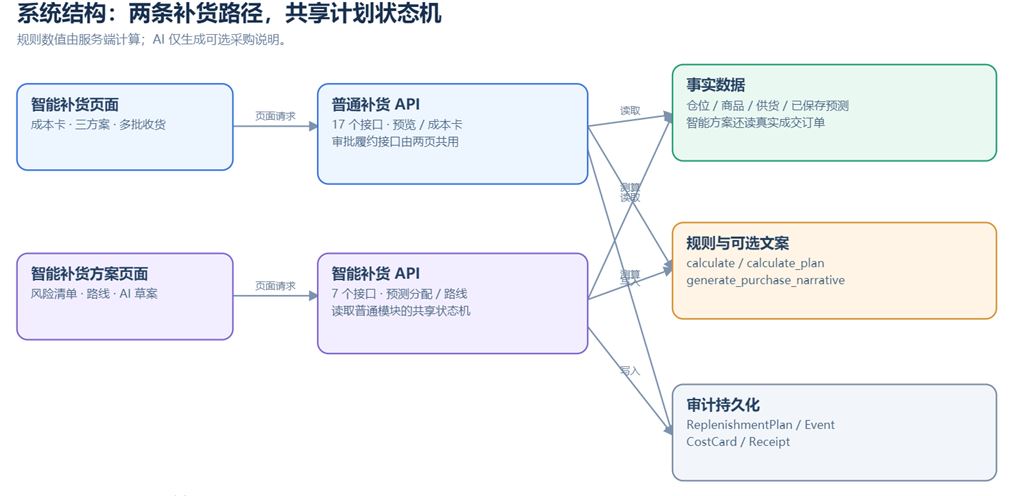 系统结构：两条补货路径，共享计划状态机
规则数值由服务端计算；AI 仅生成可选采购说明。
智能补货页面
成本卡 · 三方案 · 多批收货
页面请求
普通补货 API
17 个接口 · 预览 / 成本卡
审批履约接口由两页共用
读取
事实数据
仓位 / 商品 / 供货 / 已保存预测
智能方案还读真实成交订单
测算
读取
智能补货方案页面
风险清单 · 路线 · AI 草案
页面请求
智能补货 API
7 个接口 · 预测分配 / 路线
读取普通模块的共享状态机
测算
写入
规则与可选文案
calculate / calculate_plan
generate_purchase_narrative
写入
审计持久化
ReplenishmentPlan / Event
CostCard / Receipt